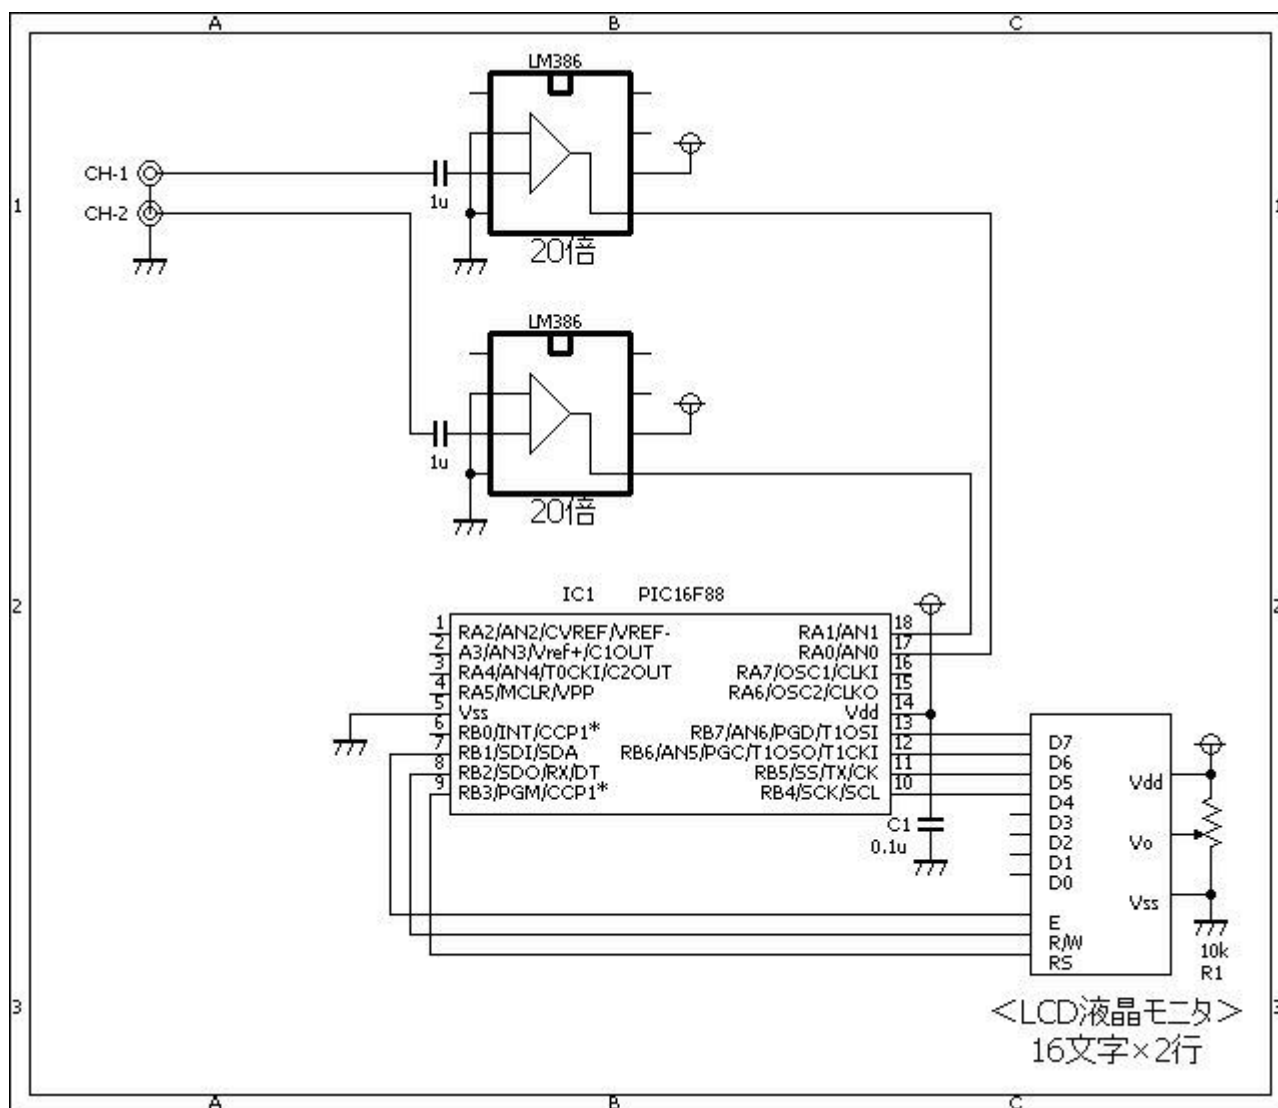 A B C
LM386
CH-1
1u
1 1
CH-2
20倍
LM386
1u
20倍
IC1 PIC16F88
2 2
1 RA2/AN2/CVREF/VREF- RA1/AN1 18
2 A3/AN3/Vref+/C1OUT RA0/AN0 17
3 RA4/AN4/T0CKI/C2OUT RA7/OSC1/CLKI 16
4 RA5/MCLR/VPP RA6/OSC2/CLKO 15
5 Vss Vdd 14
6 RB0/INT/CCP1* RB7/AN6/PGD/T1OSI 13
7 RB1/SDI/SDA RB6/AN5/PGC/T1OSO/T1CKI 12
8 RB2/SDO/RX/DT RB5/SS/TX/CK 11
9 RB3/PGM/CCP1* RB4/SCK/SCL 10
C1
0.1u
D7
D6
D5 Vdd
D4
D3
D2 Vo
D1
D0
Vss
E
R/W
RS
10k
R1
3 3
＜LCD液晶モニタ＞
16文字×2行
A B C